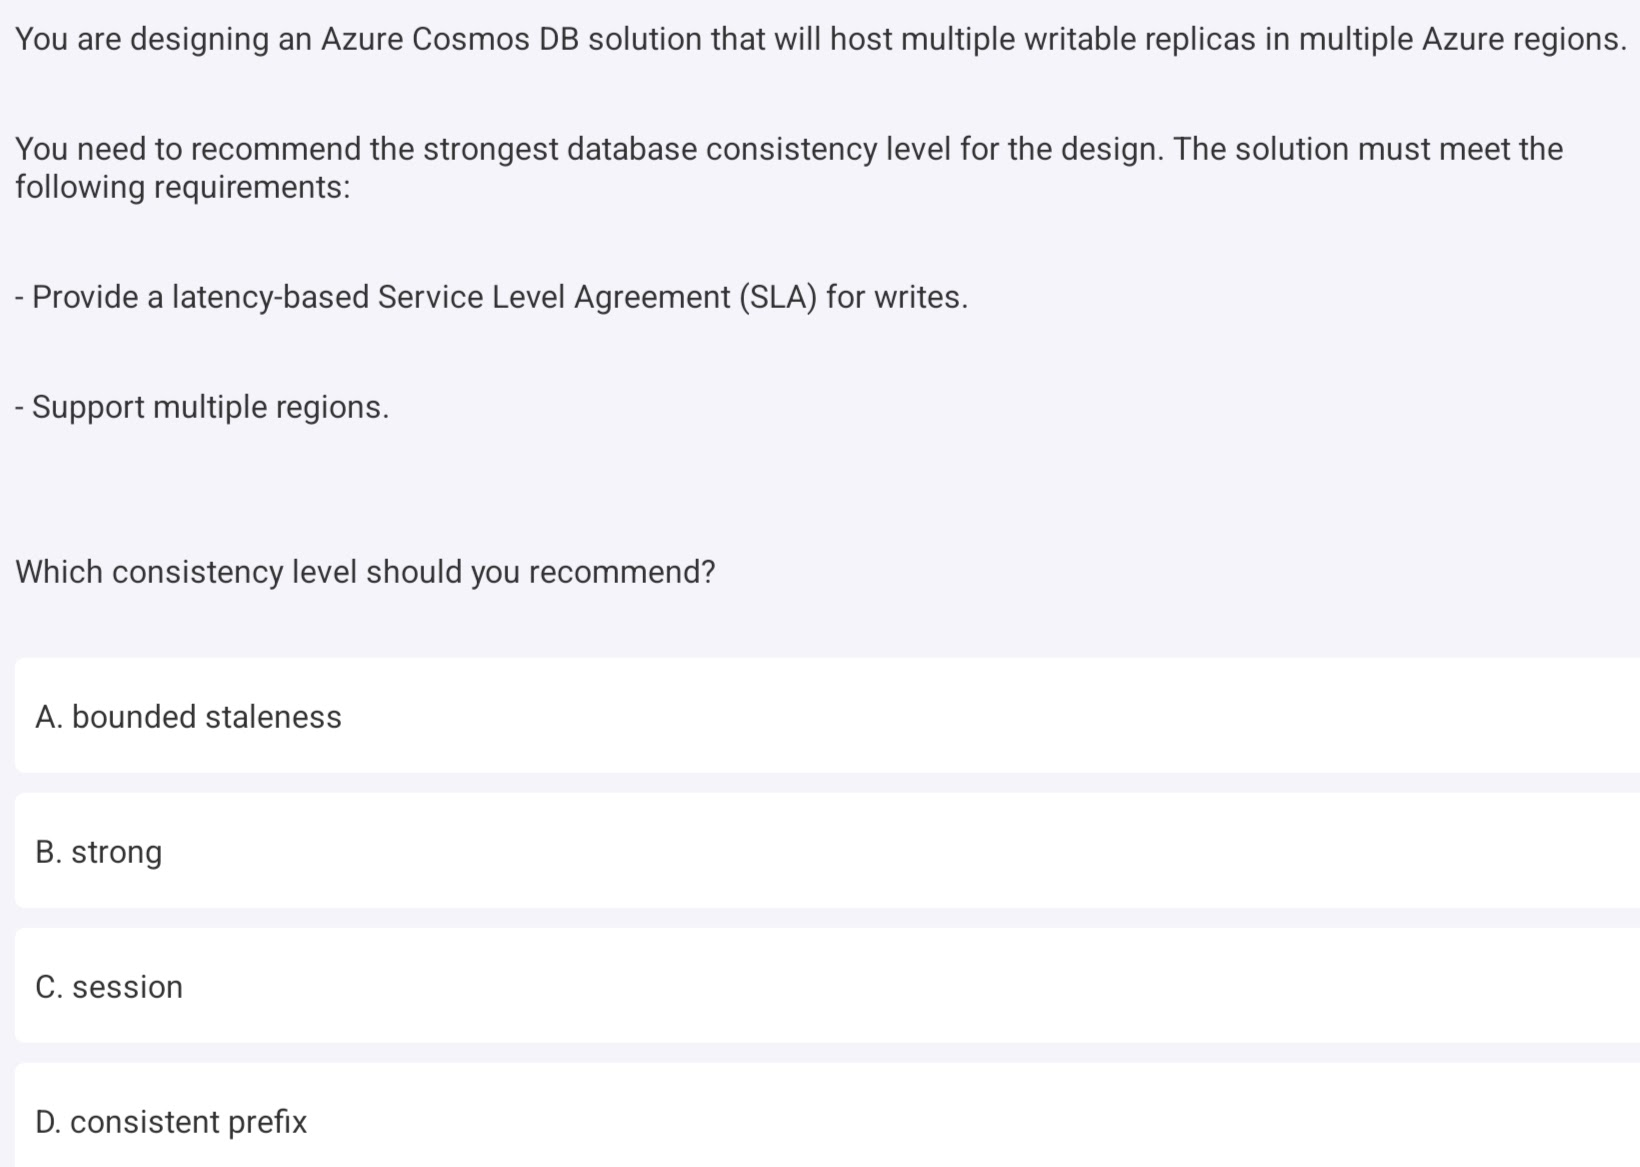 You are designing an Azure Cosmos DB solution that will host multiple writable replicas in multiple Azure regions.
You need to recommend the strongest database consistency level for the design. The solution must meet the
following requirements:
- Provide a latency-based Service Level Agreement (SLA) for writes.
- Support multiple regions.
Which consistency level should you recommend?
A. bounded staleness
B. strong
C. session
D. consistent prefix